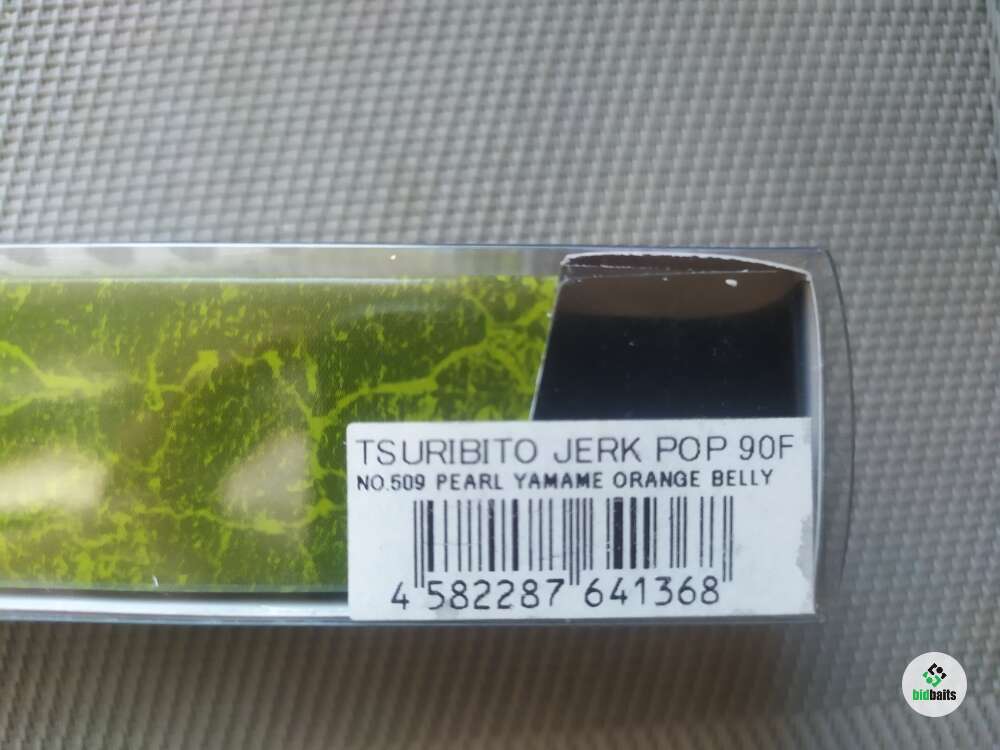 TSURIBITO JERK POP 90F
NO.509 PEARL YAMAME ORANGE BELLY
4 582287 641368
bidbaits